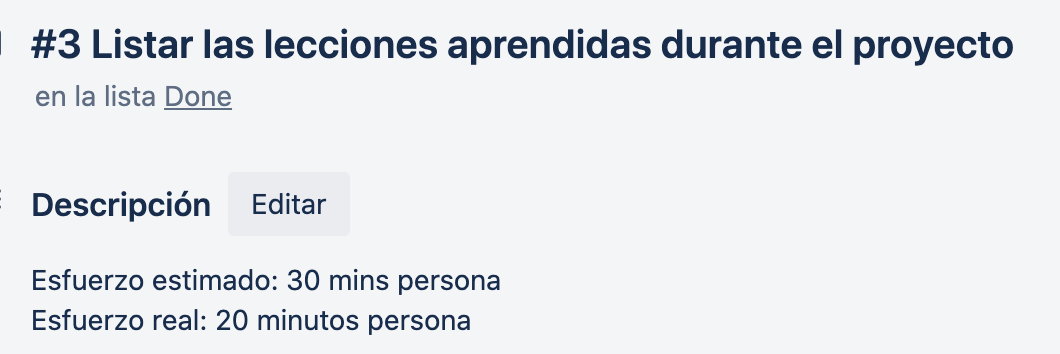 #3 Listar las lecciones aprendidas durante el proyecto
en la lista Done
Descripción Editar
Esfuerzo estimado: 30 mins persona
Esfuerzo real: 20 minutos persona